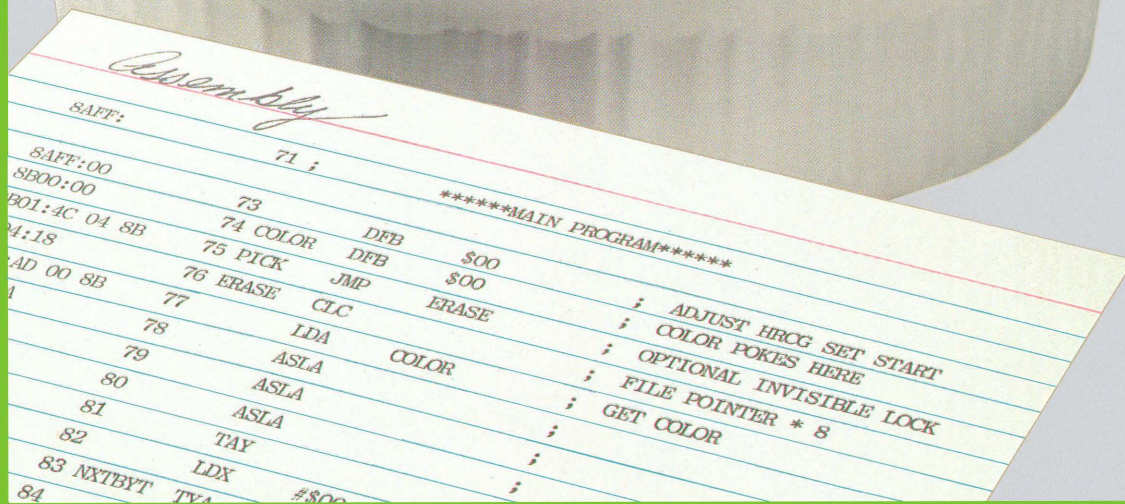 Assembly
8AFF: 71 ; ******MAIN PROGRAM******
8AFF:00 73 DFB $00 ; ADJUST HRCG SET START
8B00:00 74 COLOR DFB $00 ; COLOR POKES HERE
B01:4C 04 8B 75 PICK JMP ERASE ; OPTIONAL INVISIBLE LOCK
4:18 76 ERASE CLC ; FILE POINTER * 8
:AD 00 8B 77 LDA COLOR ; GET COLOR
78 ASLA ;
79 ASLA ;
80 ASLA ;
81 TAY
82 LDX #$00
83 NXTBYT TYA
84